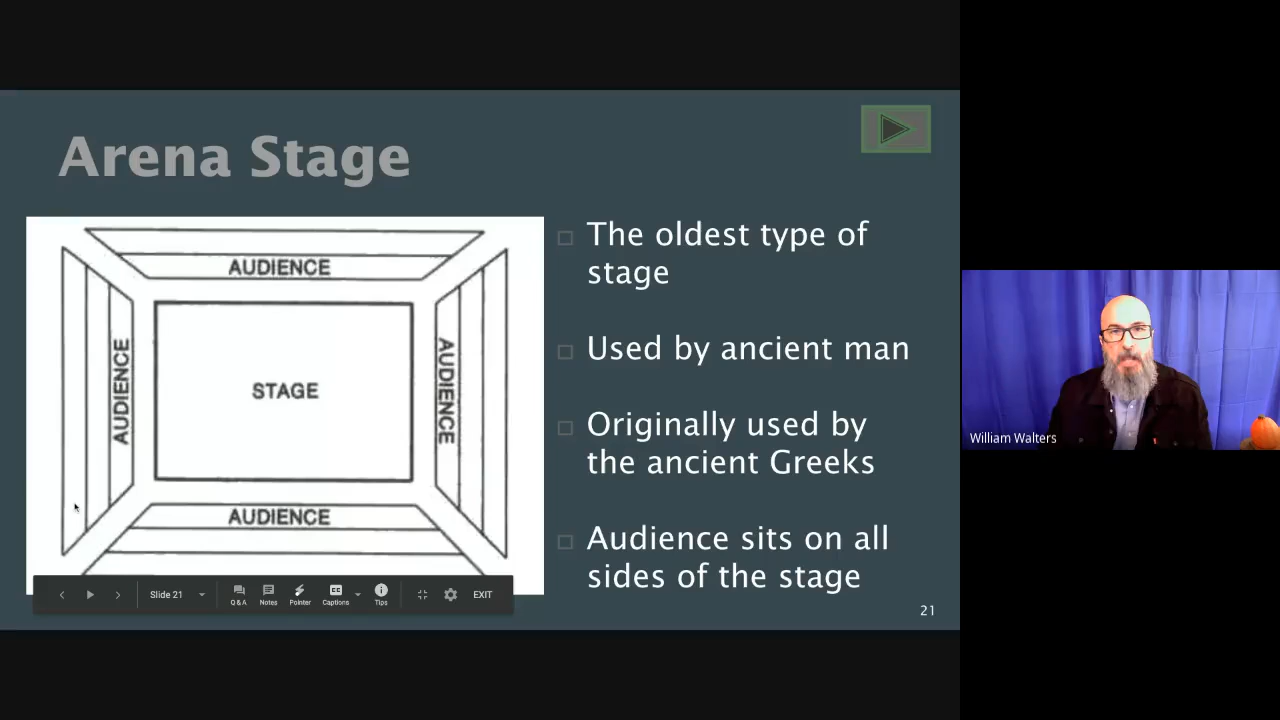 Arena Stage
AUDIENCE
AUDIENCE
STAGE
AUDIENCE
AUDIENCE
The oldest type of
stage
Used by ancient man
Originally used by
the ancient Greeks
Audience sits on all
sides of the stage
Slide 21
Q & A
Notes
Pointer
CC
Captions
Tips
EXIT
21
William Walters